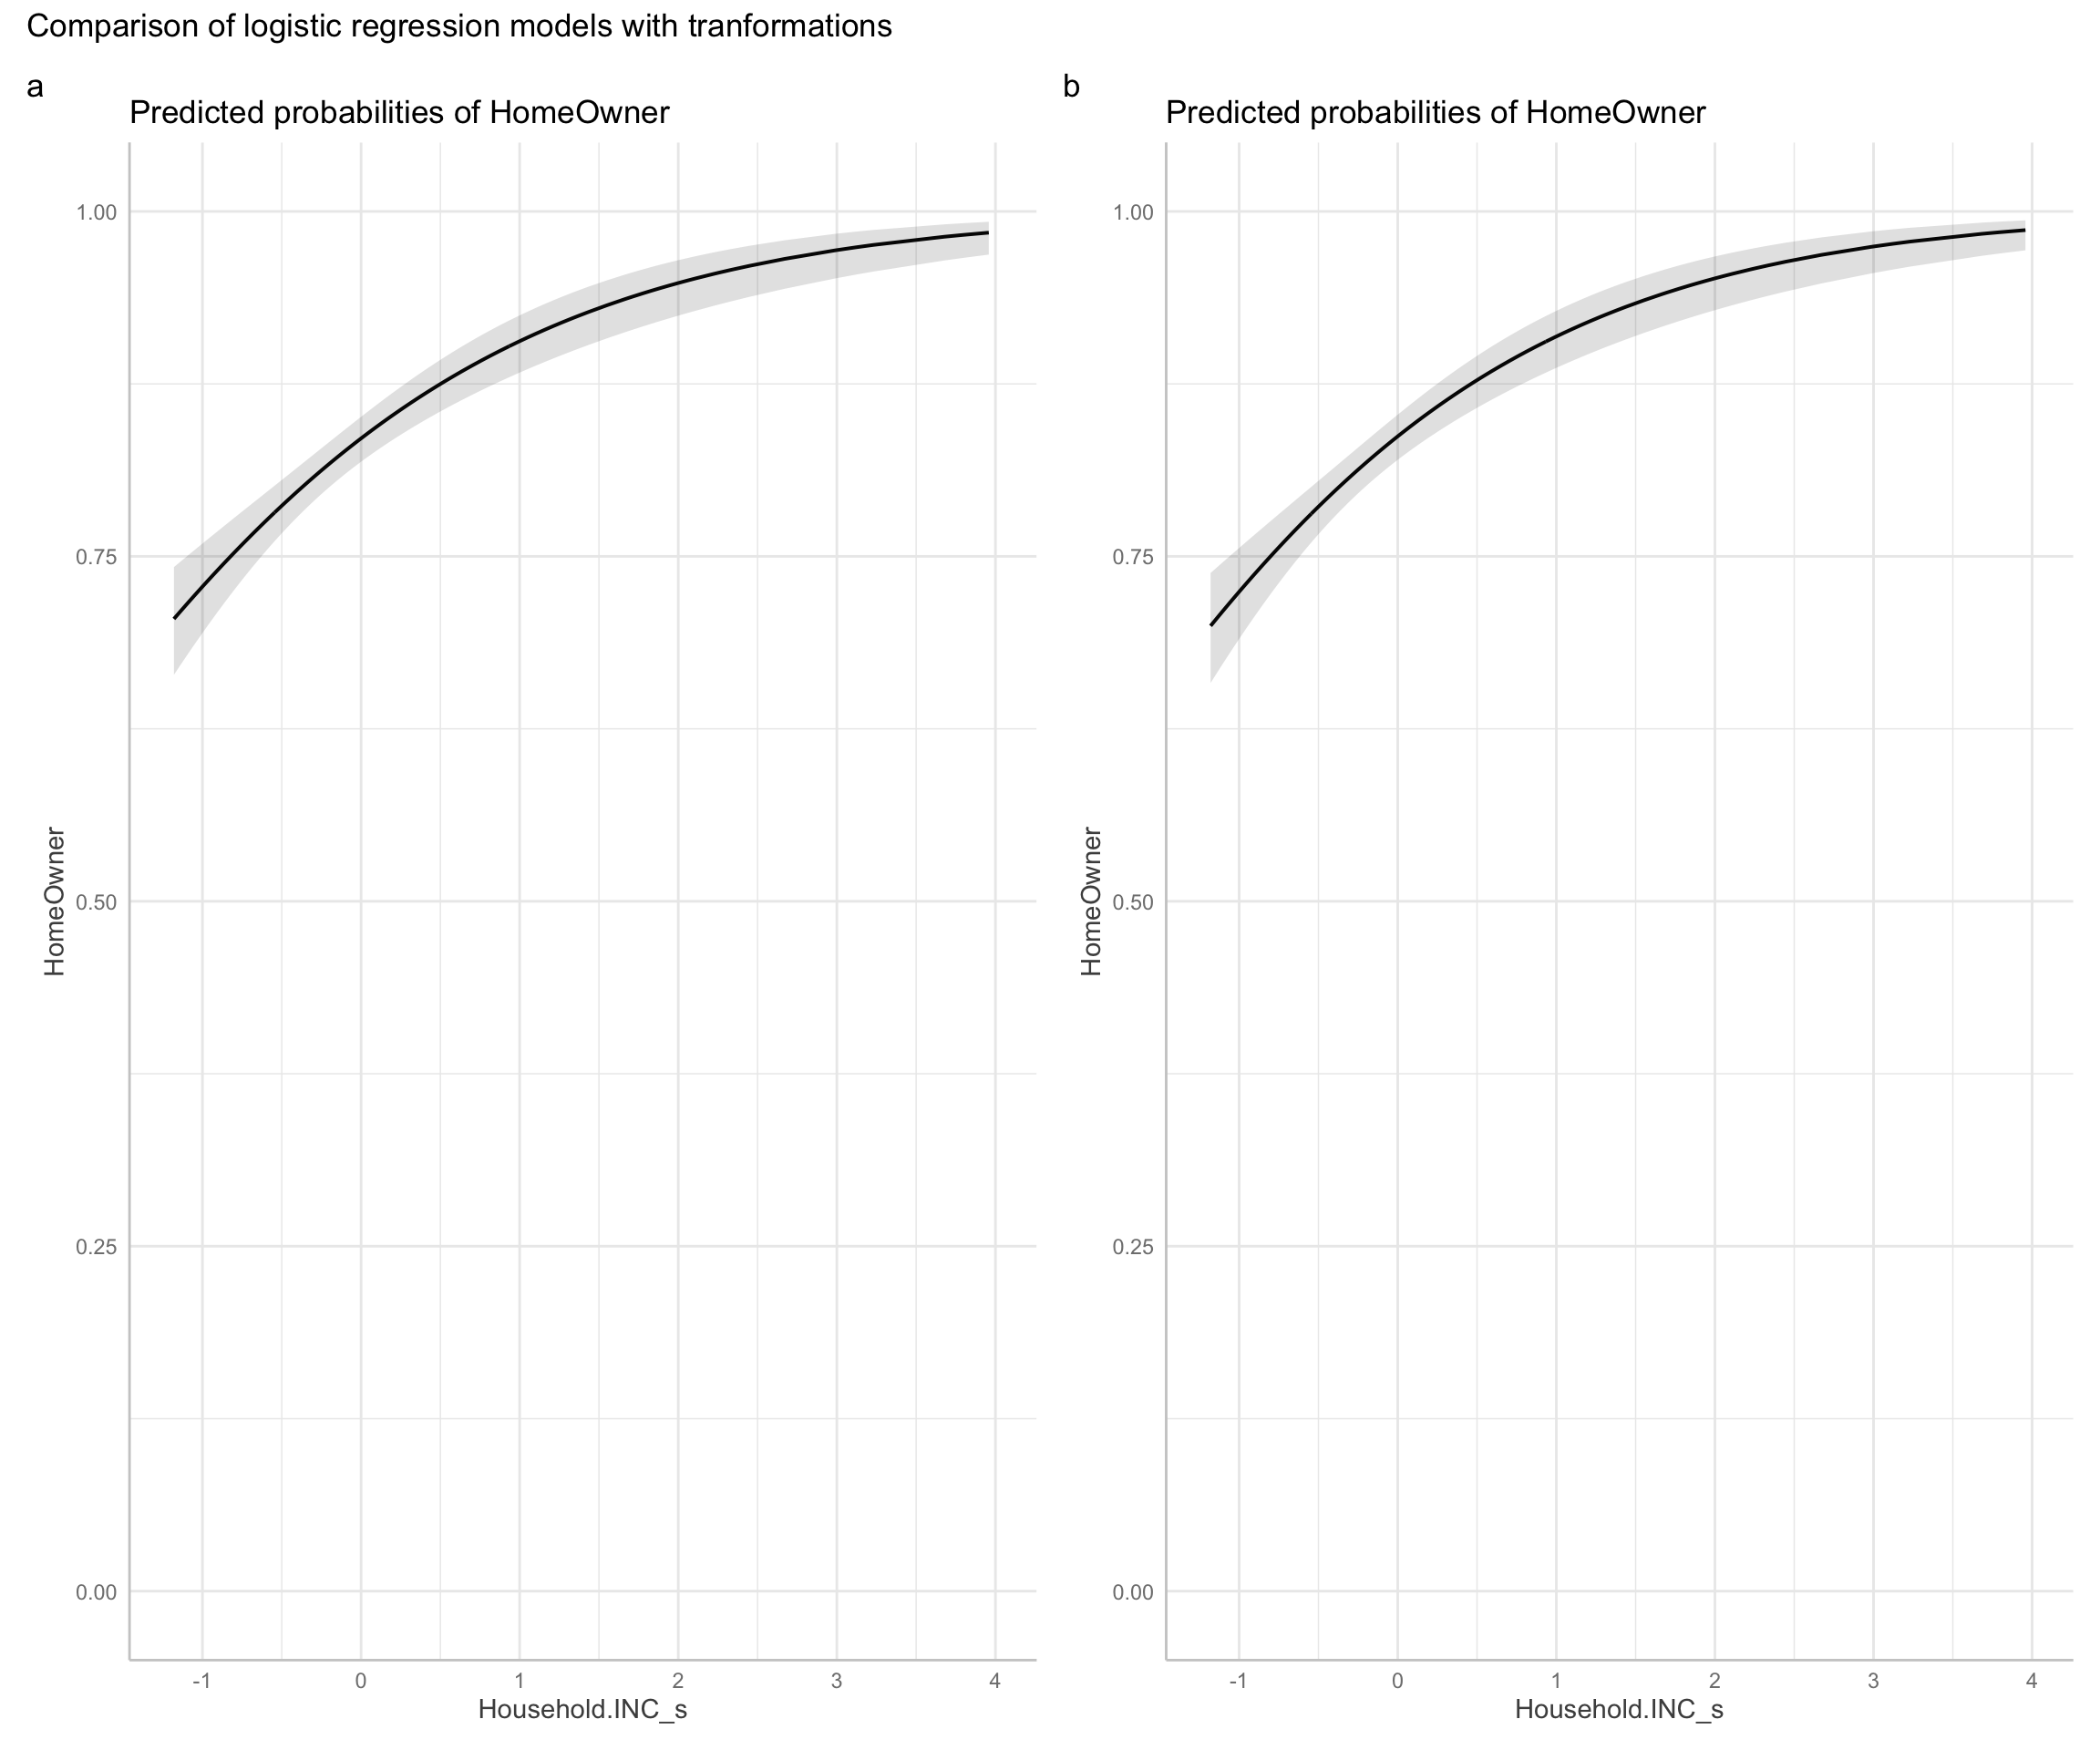 Comparison of logistic regression models with tranformations
a
Predicted probabilities of HomeOwner
1.00
0.75
0.50
0.25
0.00
HomeOwner
-1 0 1 2 3 4
Household.INC_s
b
Predicted probabilities of HomeOwner
1.00
0.75
0.50
0.25
0.00
HomeOwner
-1 0 1 2 3 4
Household.INC_s